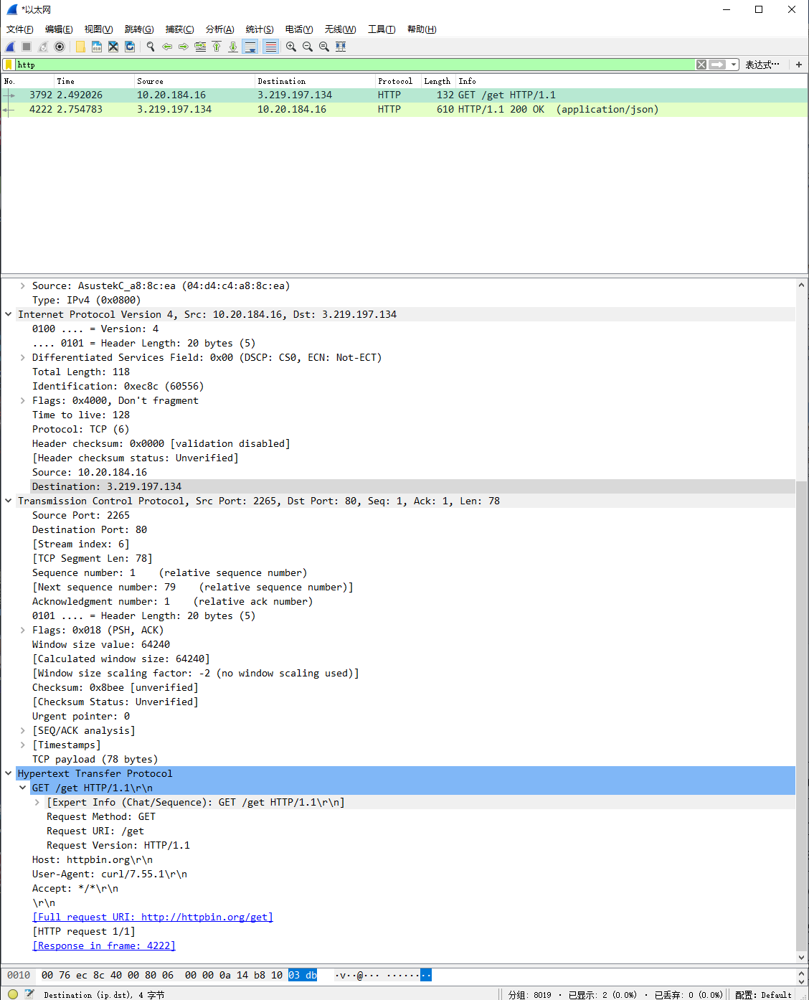 *以太网
文件(F) 编辑(E) 视图(V) 跳转(G) 捕获(C) 分析(A) 统计(S) 电话(Y) 无线(W) 工具(T) 帮助(H)
http 表达式… +
No. Time Source Destination Protocol Length Info
3792 2.492026 10.20.184.16 3.219.197.134 HTTP 132 GET /get HTTP/1.1
4222 2.754783 3.219.197.134 10.20.184.16 HTTP 610 HTTP/1.1 200 OK  (application/json)
Source: AsustekC_a8:8c:ea (04:d4:c4:a8:8c:ea)
Type: IPv4 (0x0800)
Internet Protocol Version 4, Src: 10.20.184.16, Dst: 3.219.197.134
0100 .... = Version: 4
.... 0101 = Header Length: 20 bytes (5)
Differentiated Services Field: 0x00 (DSCP: CS0, ECN: Not-ECT)
Total Length: 118
Identification: 0xec8c (60556)
Flags: 0x4000, Don't fragment
Time to live: 128
Protocol: TCP (6)
Header checksum: 0x0000 [validation disabled]
[Header checksum status: Unverified]
Source: 10.20.184.16
Destination: 3.219.197.134
Transmission Control Protocol, Src Port: 2265, Dst Port: 80, Seq: 1, Ack: 1, Len: 78
Source Port: 2265
Destination Port: 80
[Stream index: 6]
[TCP Segment Len: 78]
Sequence number: 1    (relative sequence number)
[Next sequence number: 79    (relative sequence number)]
Acknowledgment number: 1    (relative ack number)
0101 .... = Header Length: 20 bytes (5)
Flags: 0x018 (PSH, ACK)
Window size value: 64240
[Calculated window size: 64240]
[Window size scaling factor: -2 (no window scaling used)]
Checksum: 0x8bee [unverified]
[Checksum Status: Unverified]
Urgent pointer: 0
[SEQ/ACK analysis]
[Timestamps]
TCP payload (78 bytes)
Hypertext Transfer Protocol
GET /get HTTP/1.1\r\n
[Expert Info (Chat/Sequence): GET /get HTTP/1.1\r\n]
Request Method: GET
Request URI: /get
Request Version: HTTP/1.1
Host: httpbin.org\r\n
User-Agent: curl/7.55.1\r\n
Accept: */*\r\n
\r\n
[Full request URI: http://httpbin.org/get]
[HTTP request 1/1]
[Response in frame: 4222]
0010 00 76 ec 8c 40 00 80 06  00 00 0a 14 b8 10 03 db ·v··@··· ········
Destination (ip.dst), 4 字节 分组: 8019 · 已显示: 2 (0.0%) · 已丢弃: 0 (0.0%) 配置: Default